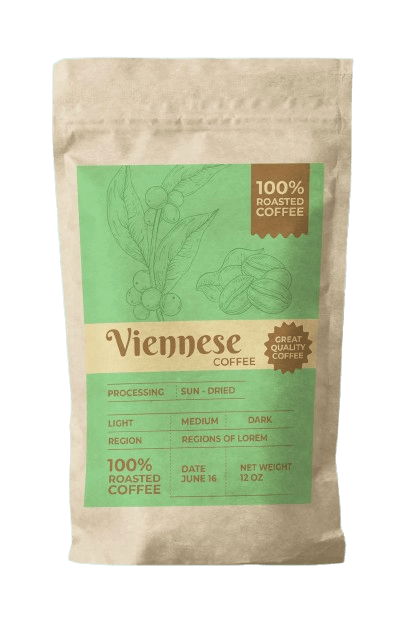 100%
ROASTED
COFFEE
Viennese
COFFEE
GREAT
QUALITY
COFFEE
PROCESSING SUN - DRIED
LIGHT MEDIUM DARK
REGION REGIONS OF LOREM
100%
ROASTED
COFFEE
DATE
JUNE 16
NET WEIGHT
12 OZ